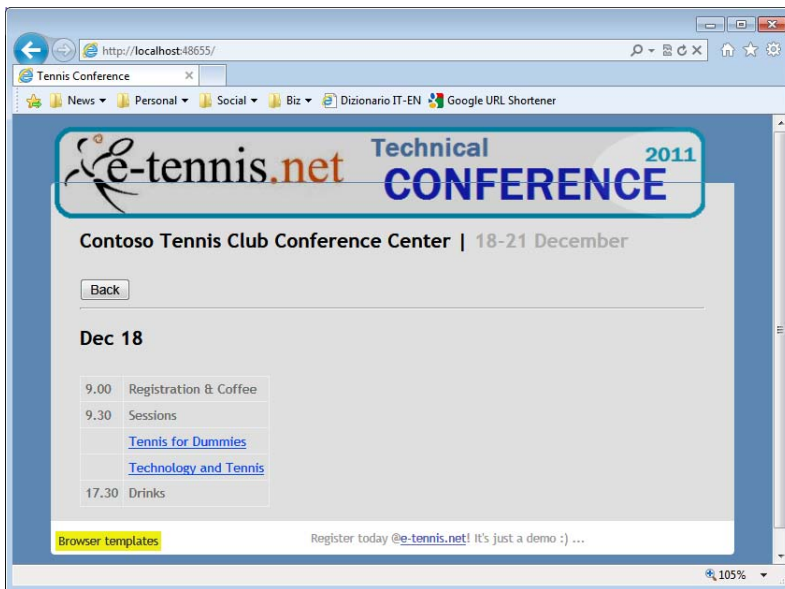 http://localhost:48655/
Tennis Conference
News Personal Social Biz Dizionario IT-EN Google URL Shortener
e-tennis.net Technical CONFERENCE 2011
Contoso Tennis Club Conference Center | 18-21 December
Back
Dec 18
9.00 Registration & Coffee
9.30 Sessions
Tennis for Dummies
Technology and Tennis
17.30 Drinks
Browser templates Register today @e-tennis.net! It's just a demo :) ...
105%